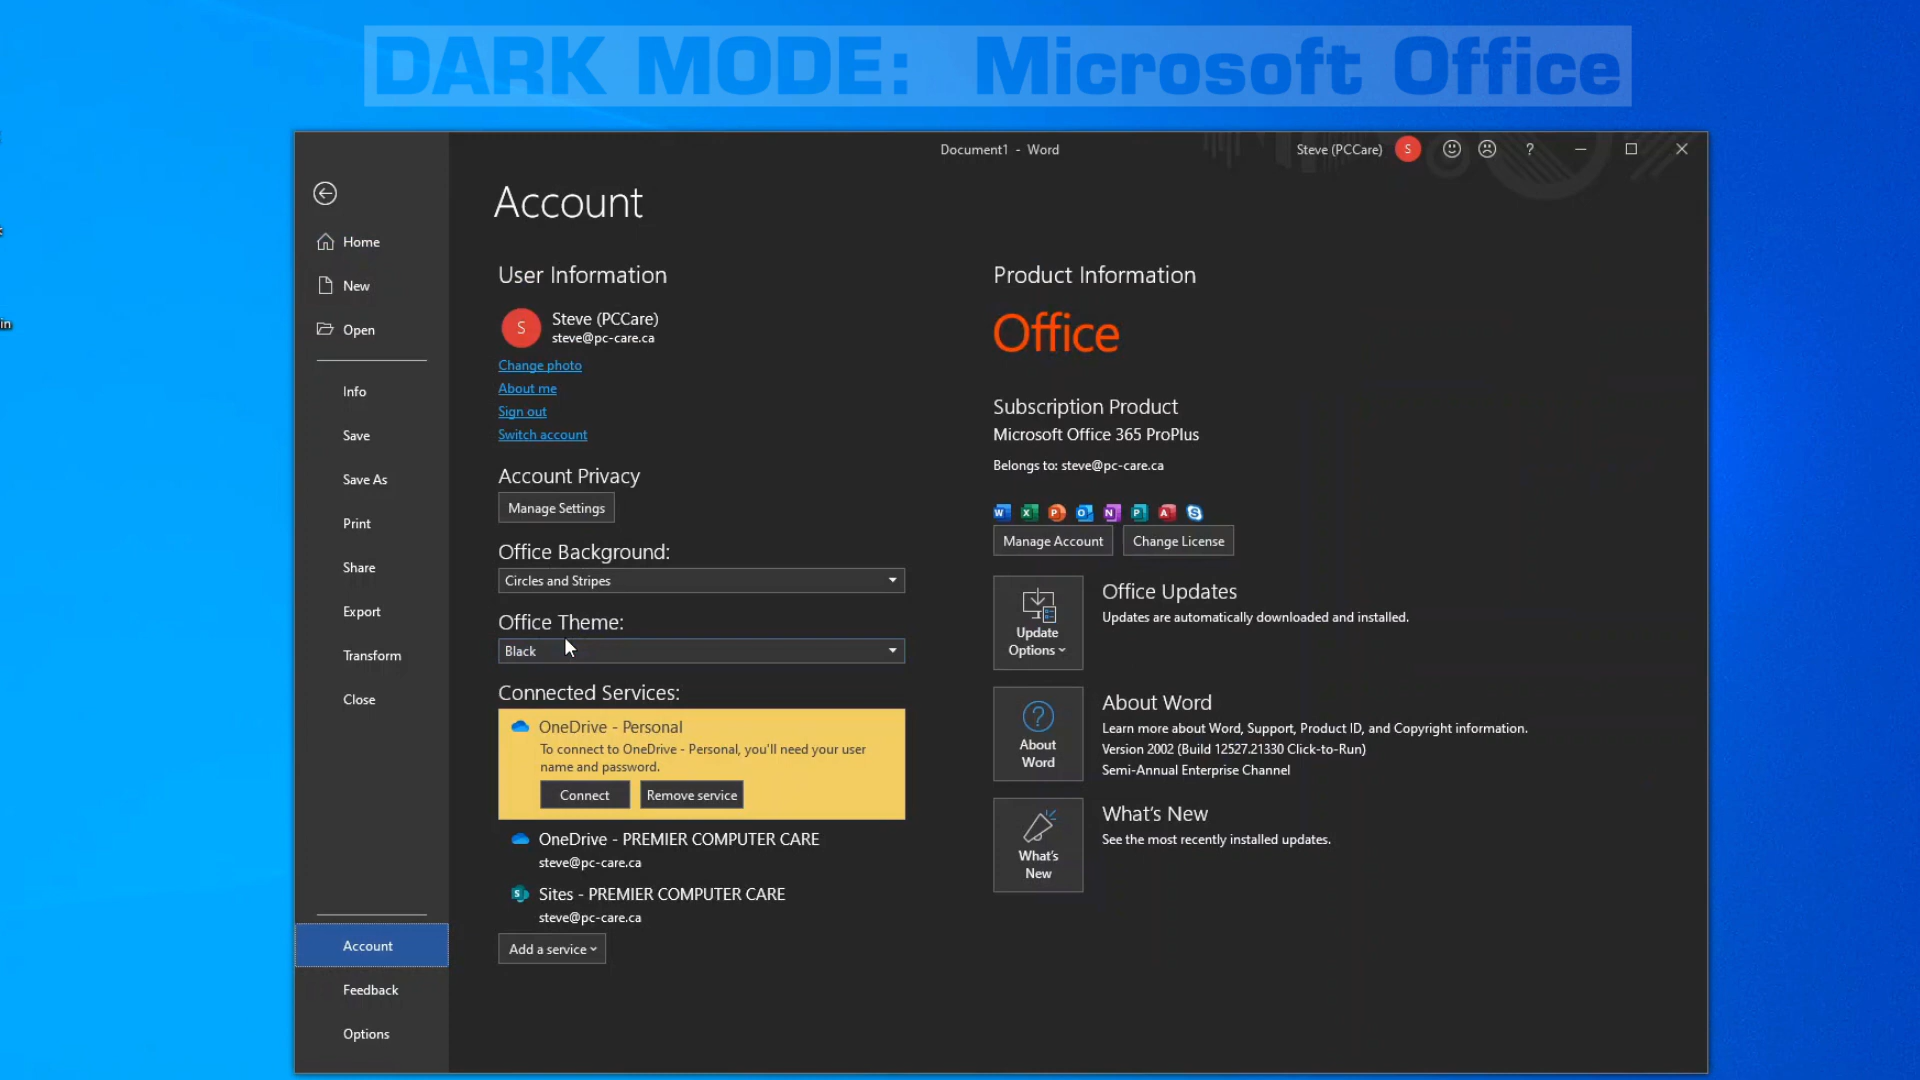 DARK MODE: Microsoft Office
Document1 - Word
Steve (PCCare)
S
?
Account
Home
New
Open
Info
Save
Save As
Print
Share
Export
Transform
Close
Account
Feedback
Options
User Information
S
Steve (PCCare)
steve@pc-care.ca
Change photo
About me
Sign out
Switch account
Account Privacy
Manage Settings
Office Background:
Circles and Stripes
Office Theme:
Black
Connected Services:
OneDrive - Personal
To connect to OneDrive - Personal, you'll need your user
name and password.
Connect
Remove service
OneDrive - PREMIER COMPUTER CARE
steve@pc-care.ca
S
Sites - PREMIER COMPUTER CARE
steve@pc-care.ca
Add a service
Product Information
Office
Subscription Product
Microsoft Office 365 ProPlus
Belongs to: steve@pc-care.ca
W X P O N P A S
Manage Account
Change License
Update
Options
Office Updates
Updates are automatically downloaded and installed.
?
About
Word
About Word
Learn more about Word, Support, Product ID, and Copyright information.
Version 2002 (Build 12527.21330 Click-to-Run)
Semi-Annual Enterprise Channel
What's
New
What's New
See the most recently installed updates.
in